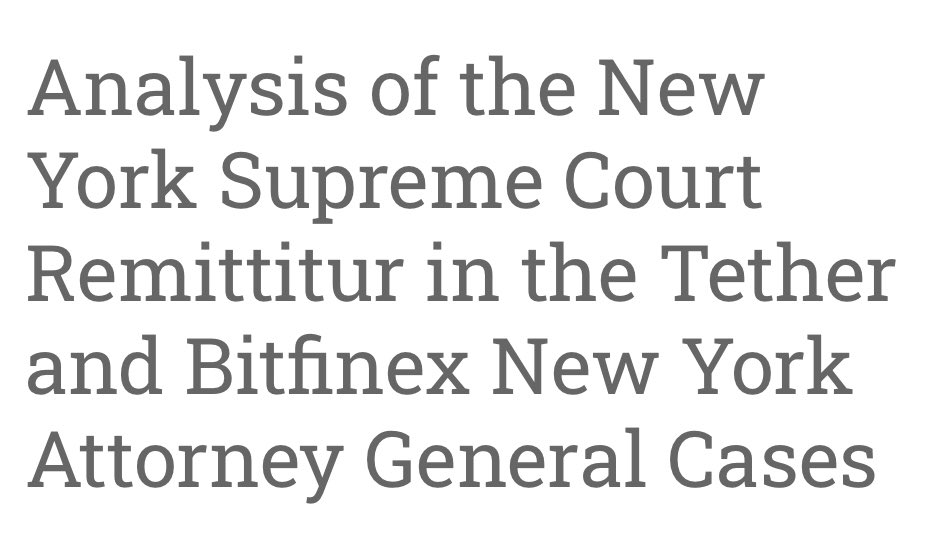 Analysis of the New
York Supreme Court
Remittitur in the Tether
and Bitfinex New York
Attorney General Cases